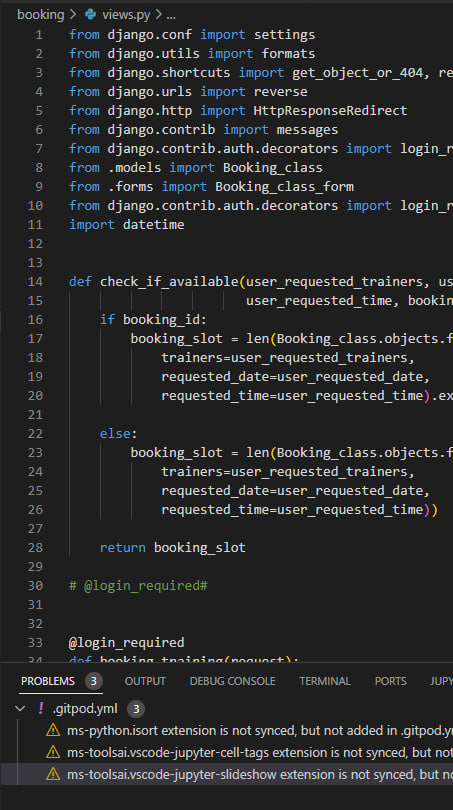 booking > views.py > ...
1 from django.conf import settings
2 from django.utils import formats
3 from django.shortcuts import get_object_or_404, re
4 from django.urls import reverse
5 from django.http import HttpResponseRedirect
6 from django.contrib import messages
7 from django.contrib.auth.decorators import login_r
8 from .models import Booking_class
9 from .forms import Booking_class_form
10 from django.contrib.auth.decorators import login_r
11 import datetime
12
13
14 def check_if_available(user_requested_trainers, us
15 user_requested_time, bookin
16 if booking_id:
17 booking_slot = len(Booking_class.objects.f
18 trainers=user_requested_trainers,
19 requested_date=user_requested_date,
20 requested_time=user_requested_time).ex
21
22 else:
23 booking_slot = len(Booking_class.objects.f
24 trainers=user_requested_trainers,
25 requested_date=user_requested_date,
26 requested_time=user_requested_time))
27
28 return booking_slot
29
30 # @login_required#
31
32
33 @login_required
34 def booking_training(request):
PROBLEMS 3 OUTPUT DEBUG CONSOLE TERMINAL PORTS JUPY
! .gitpod.yml 3
ms-python.isort extension is not synced, but not added in .gitpod.y
ms-toolsai.vscode-jupyter-cell-tags extension is not synced, but not
ms-toolsai.vscode-jupyter-slideshow extension is not synced, but no